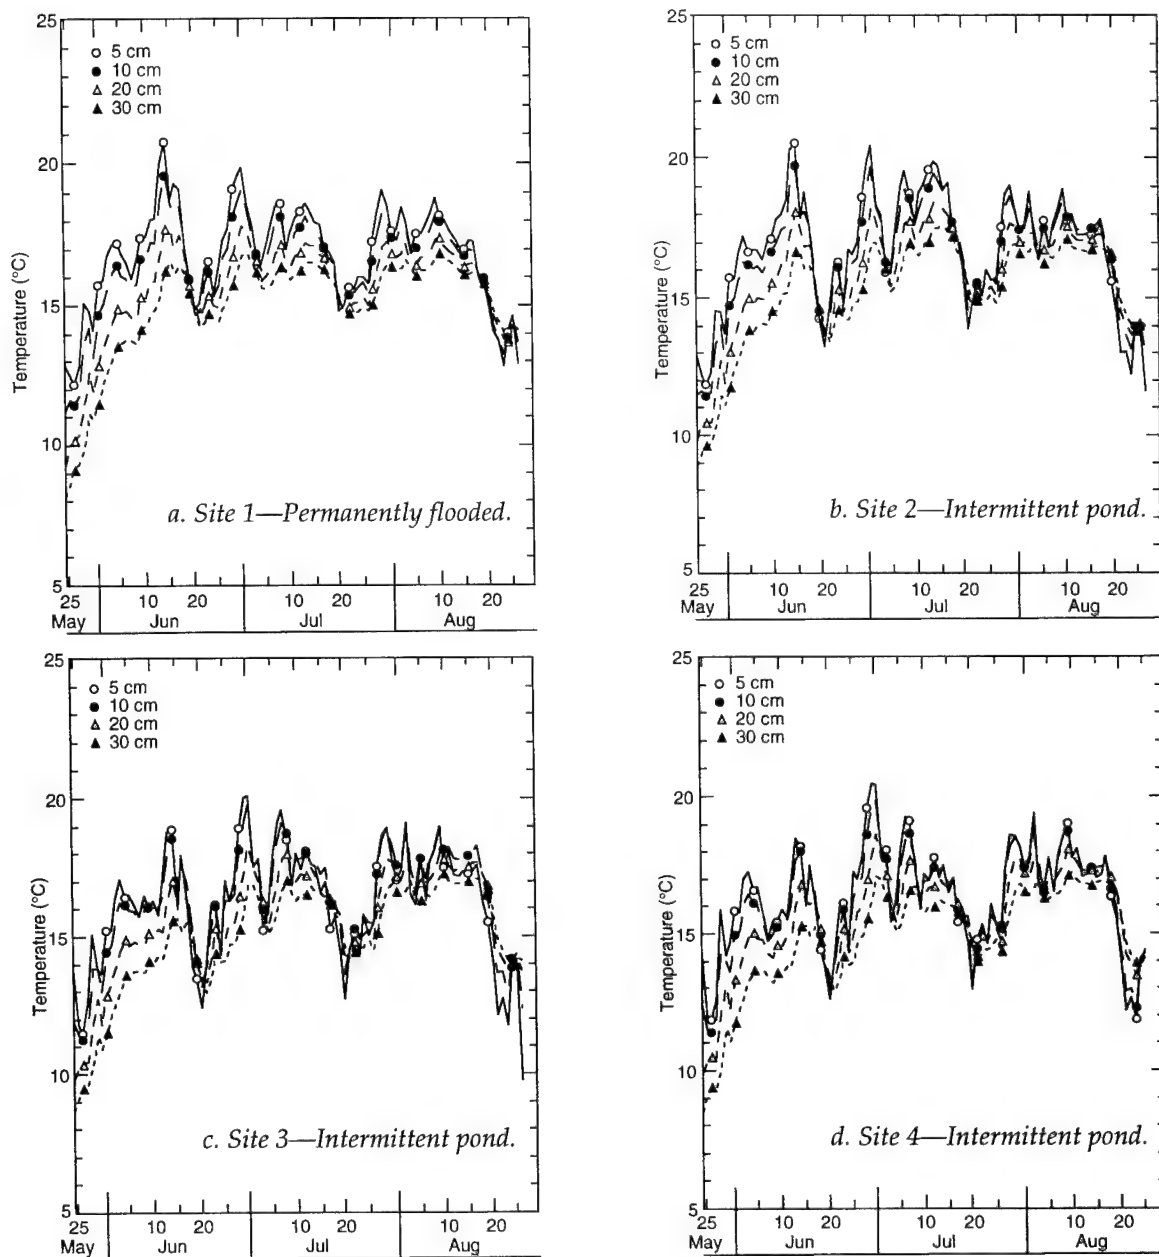 25
20
15
10
5
Temperature (°C)
5 cm
10 cm
20 cm
30 cm
a. Site 1—Permanently flooded.
25
10
20
10
20
10
20
May
Jun
Jul
Aug
25
20
15
10
5
Temperature (°C)
5 cm
10 cm
20 cm
30 cm
b. Site 2—Intermittent pond.
25
10
20
10
20
10
20
May
Jun
Jul
Aug
25
20
15
10
5
Temperature (°C)
5 cm
10 cm
20 cm
30 cm
c. Site 3—Intermittent pond.
25
10
20
10
20
10
20
May
Jun
Jul
Aug
25
20
15
10
5
Temperature (°C)
5 cm
10 cm
20 cm
30 cm
d. Site 4—Intermittent pond.
25
10
20
10
20
10
20
May
Jun
Jul
Aug